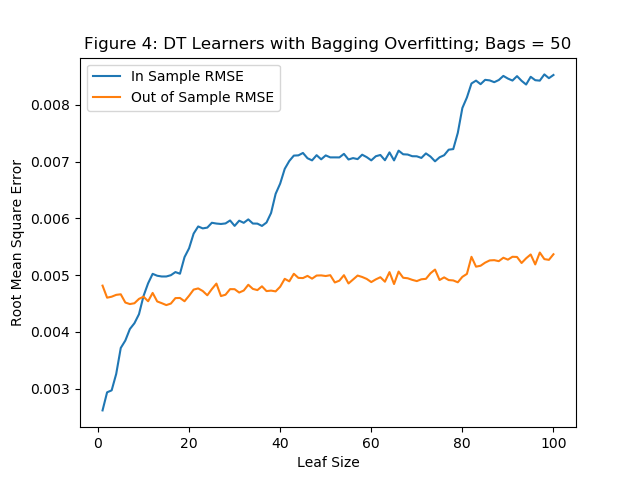 Figure 4: DT Learners with Bagging Overfitting; Bags = 50
In Sample RMSE
Out of Sample RMSE
0.008
0.007
0.006
0.005
0.004
0.003
Root Mean Square Error
0 20 40 60 80 100
Leaf Size